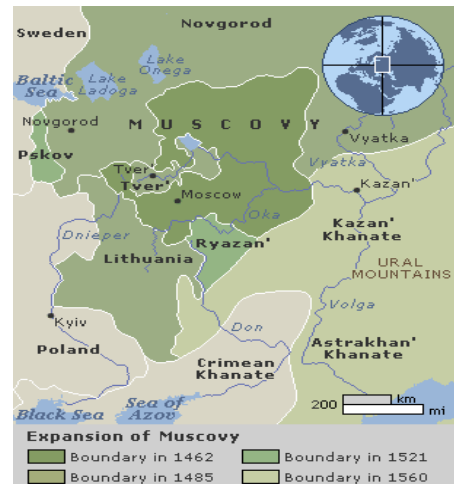 Novgorod
Sweden
Lake
Onega
Baltic
Sea
Lake
Ladoga
Novgorod
MUSCOVY
Vyatka
Pskov
Tver'
Tver'
Vyatka
Moscow
Kazan'
Oka
Dnieper
Ryazan'
Kazan'
Khanate
Lithuania
URAL
MOUNTAINS
Volga
Kyiv
Don
Astrakhan'
Khanate
Poland
Crimean
Khanate
Sea of
Azov
Black Sea
200 km
mi
Expansion of Muscovy
Boundary in 1462
Boundary in 1521
Boundary in 1485
Boundary in 1560